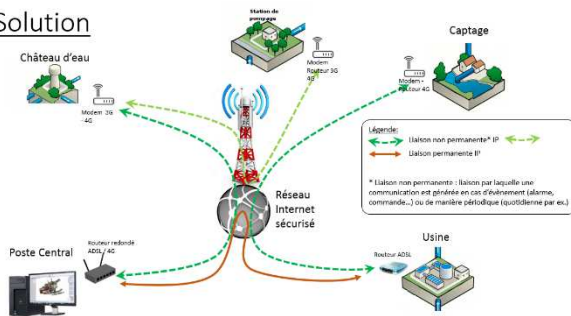 Solution
Station de
pompage
Captage
Château d'eau
Modem
Routeur 3G
4G
Modem -
routeur 4G
Modem 2G
- 4G
Légende:
Liaison non permanente* IP
Liaison permanente IP
* Liaison non permanente : liaison par laquelle une
communication est générée en cas d'évènement (alarme,
commande...) ou de manière périodique (quotidienne par ex.)
Réseau
Internet
sécurisé
Poste Central
Routeur redondé
ADSL / 4G
Usine
Routeur ADSL